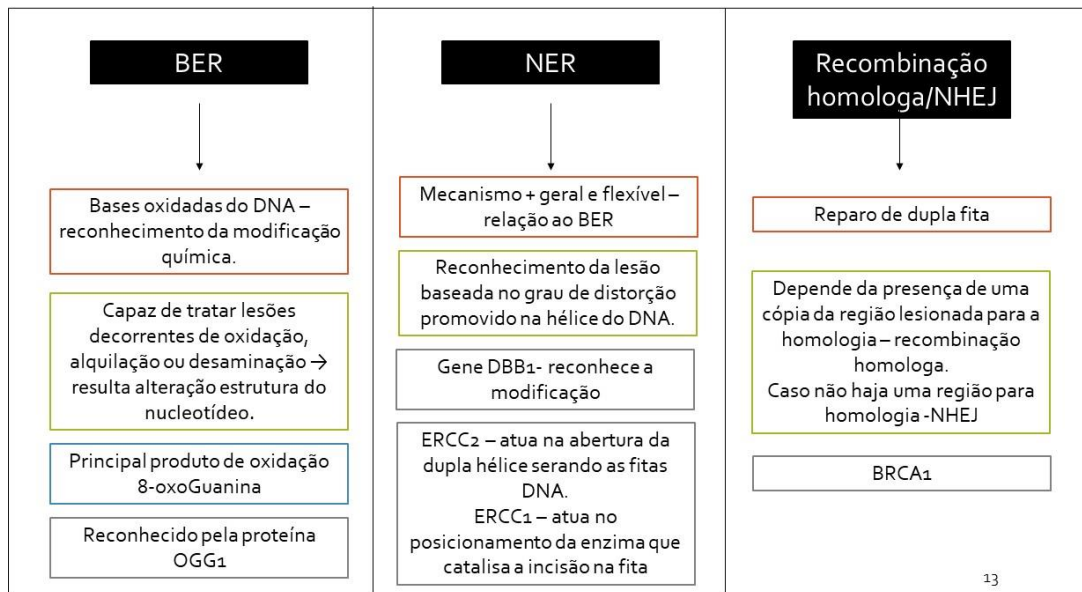 BER
Bases oxidadas do DNA –
reconhecimento da modificação
química.
Capaz de tratar lesões
decorrentes de oxidação,
alquilação ou desaminação →
resulta alteração estrutura do
nucleotídeo.
Principal produto de oxidação
8-oxoGuanina
Reconhecido pela proteína
OGG1
NER
Mecanismo + geral e flexível –
relação ao BER
Reconhecimento da lesão
baseada no grau de distorção
promovido na hélice do DNA.
Gene DBB1- reconhece a
modificação
ERCC2 – atua na abertura da
dupla hélice serando as fitas
DNA.
ERCC1 – atua no
posicionamento da enzima que
catalisa a incisão na fita
Recombinação
homologa/NHEJ
Reparo de dupla fita
Depende da presença de uma
cópia da região lesionada para a
homologia – recombinação
homologa.
Caso não haja uma região para
homologia -NHEJ
BRCA1
13